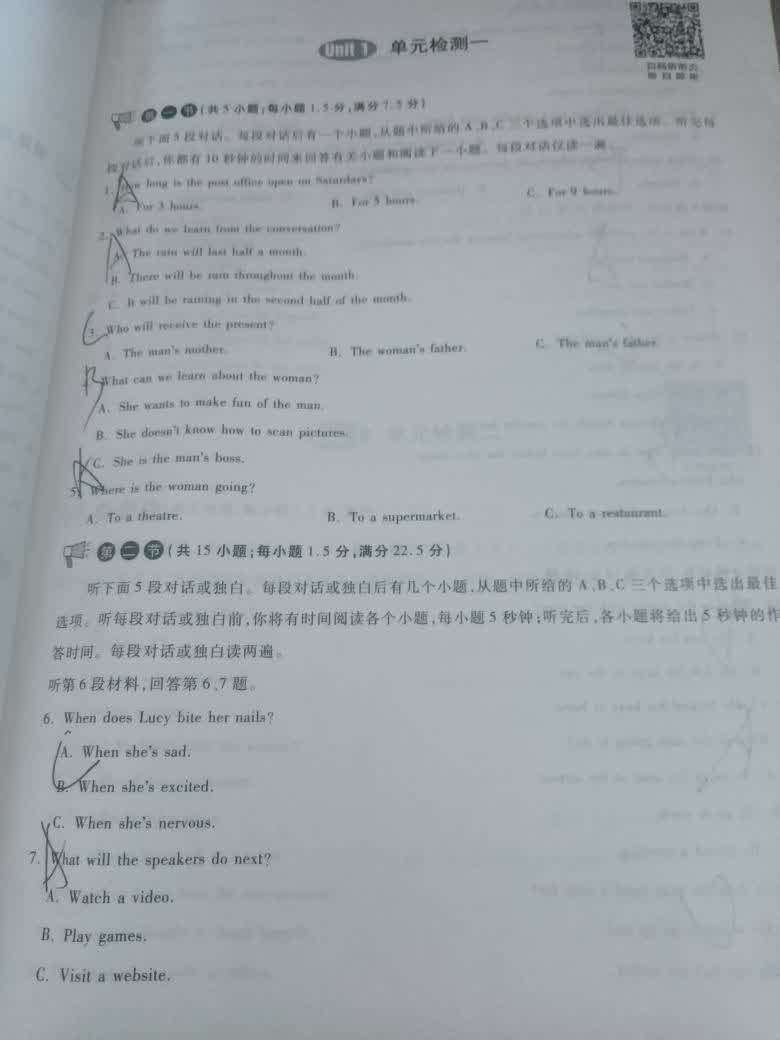 Unit 1 单元检测一
扫码听听力
第一节(共5小题;每小题1.5分,满分7.5分)
听下面5段对话。每段对话后有一个小题,从题中所给的A、B、C三个选项中选出最佳选项。听完每
段对话后,你都有10秒钟的时间来回答有关小题和阅读下一小题。每段对话仅读一遍。
1. How long is the post office open on Saturdays?
A. For 3 hours. B. For 5 hours. C. For 9 hours.
2. What do we learn from the conversation?
A. The rain will last half a month.
B. There will be rain throughout the month.
C. It will be raining in the second half of the month.
3. Who will receive the present?
A. The man's mother. B. The woman's father. C. The man's father.
What can we learn about the woman?
A. She wants to make fun of the man.
B. She doesn't know how to scan pictures.
C. She is the man's boss.
5. Where is the woman going?
A. To a theatre. B. To a supermarket. C. To a restaurant.
第二节(共15小题;每小题1.5分,满分22.5分)
听下面5段对话或独白。每段对话或独白后有几个小题,从题中所给的A、B、C三个选项中选出最佳
选项。听每段对话或独白前,你将有时间阅读各个小题,每小题5秒钟;听完后,各小题将给出5秒钟的作
答时间。每段对话或独白读两遍。
听第6段材料,回答第6、7题。
6. When does Lucy bite her nails?
A. When she's sad.
B. When she's excited.
C. When she's nervous.
7. What will the speakers do next?
A. Watch a video.
B. Play games.
C. Visit a website.